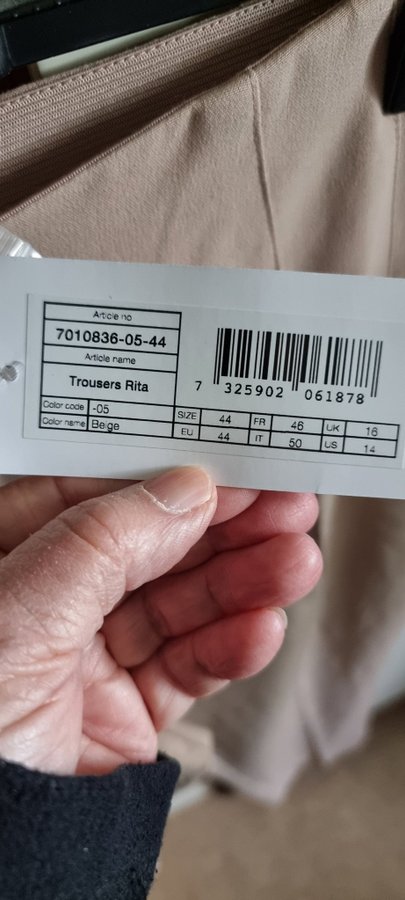 Article no
7010836-05-44
Article name
Trousers Rita
Color code -05
Color name Beige
7 325902 061878
SIZE 44 FR 46 UK 16
EU 44 IT 50 US 14